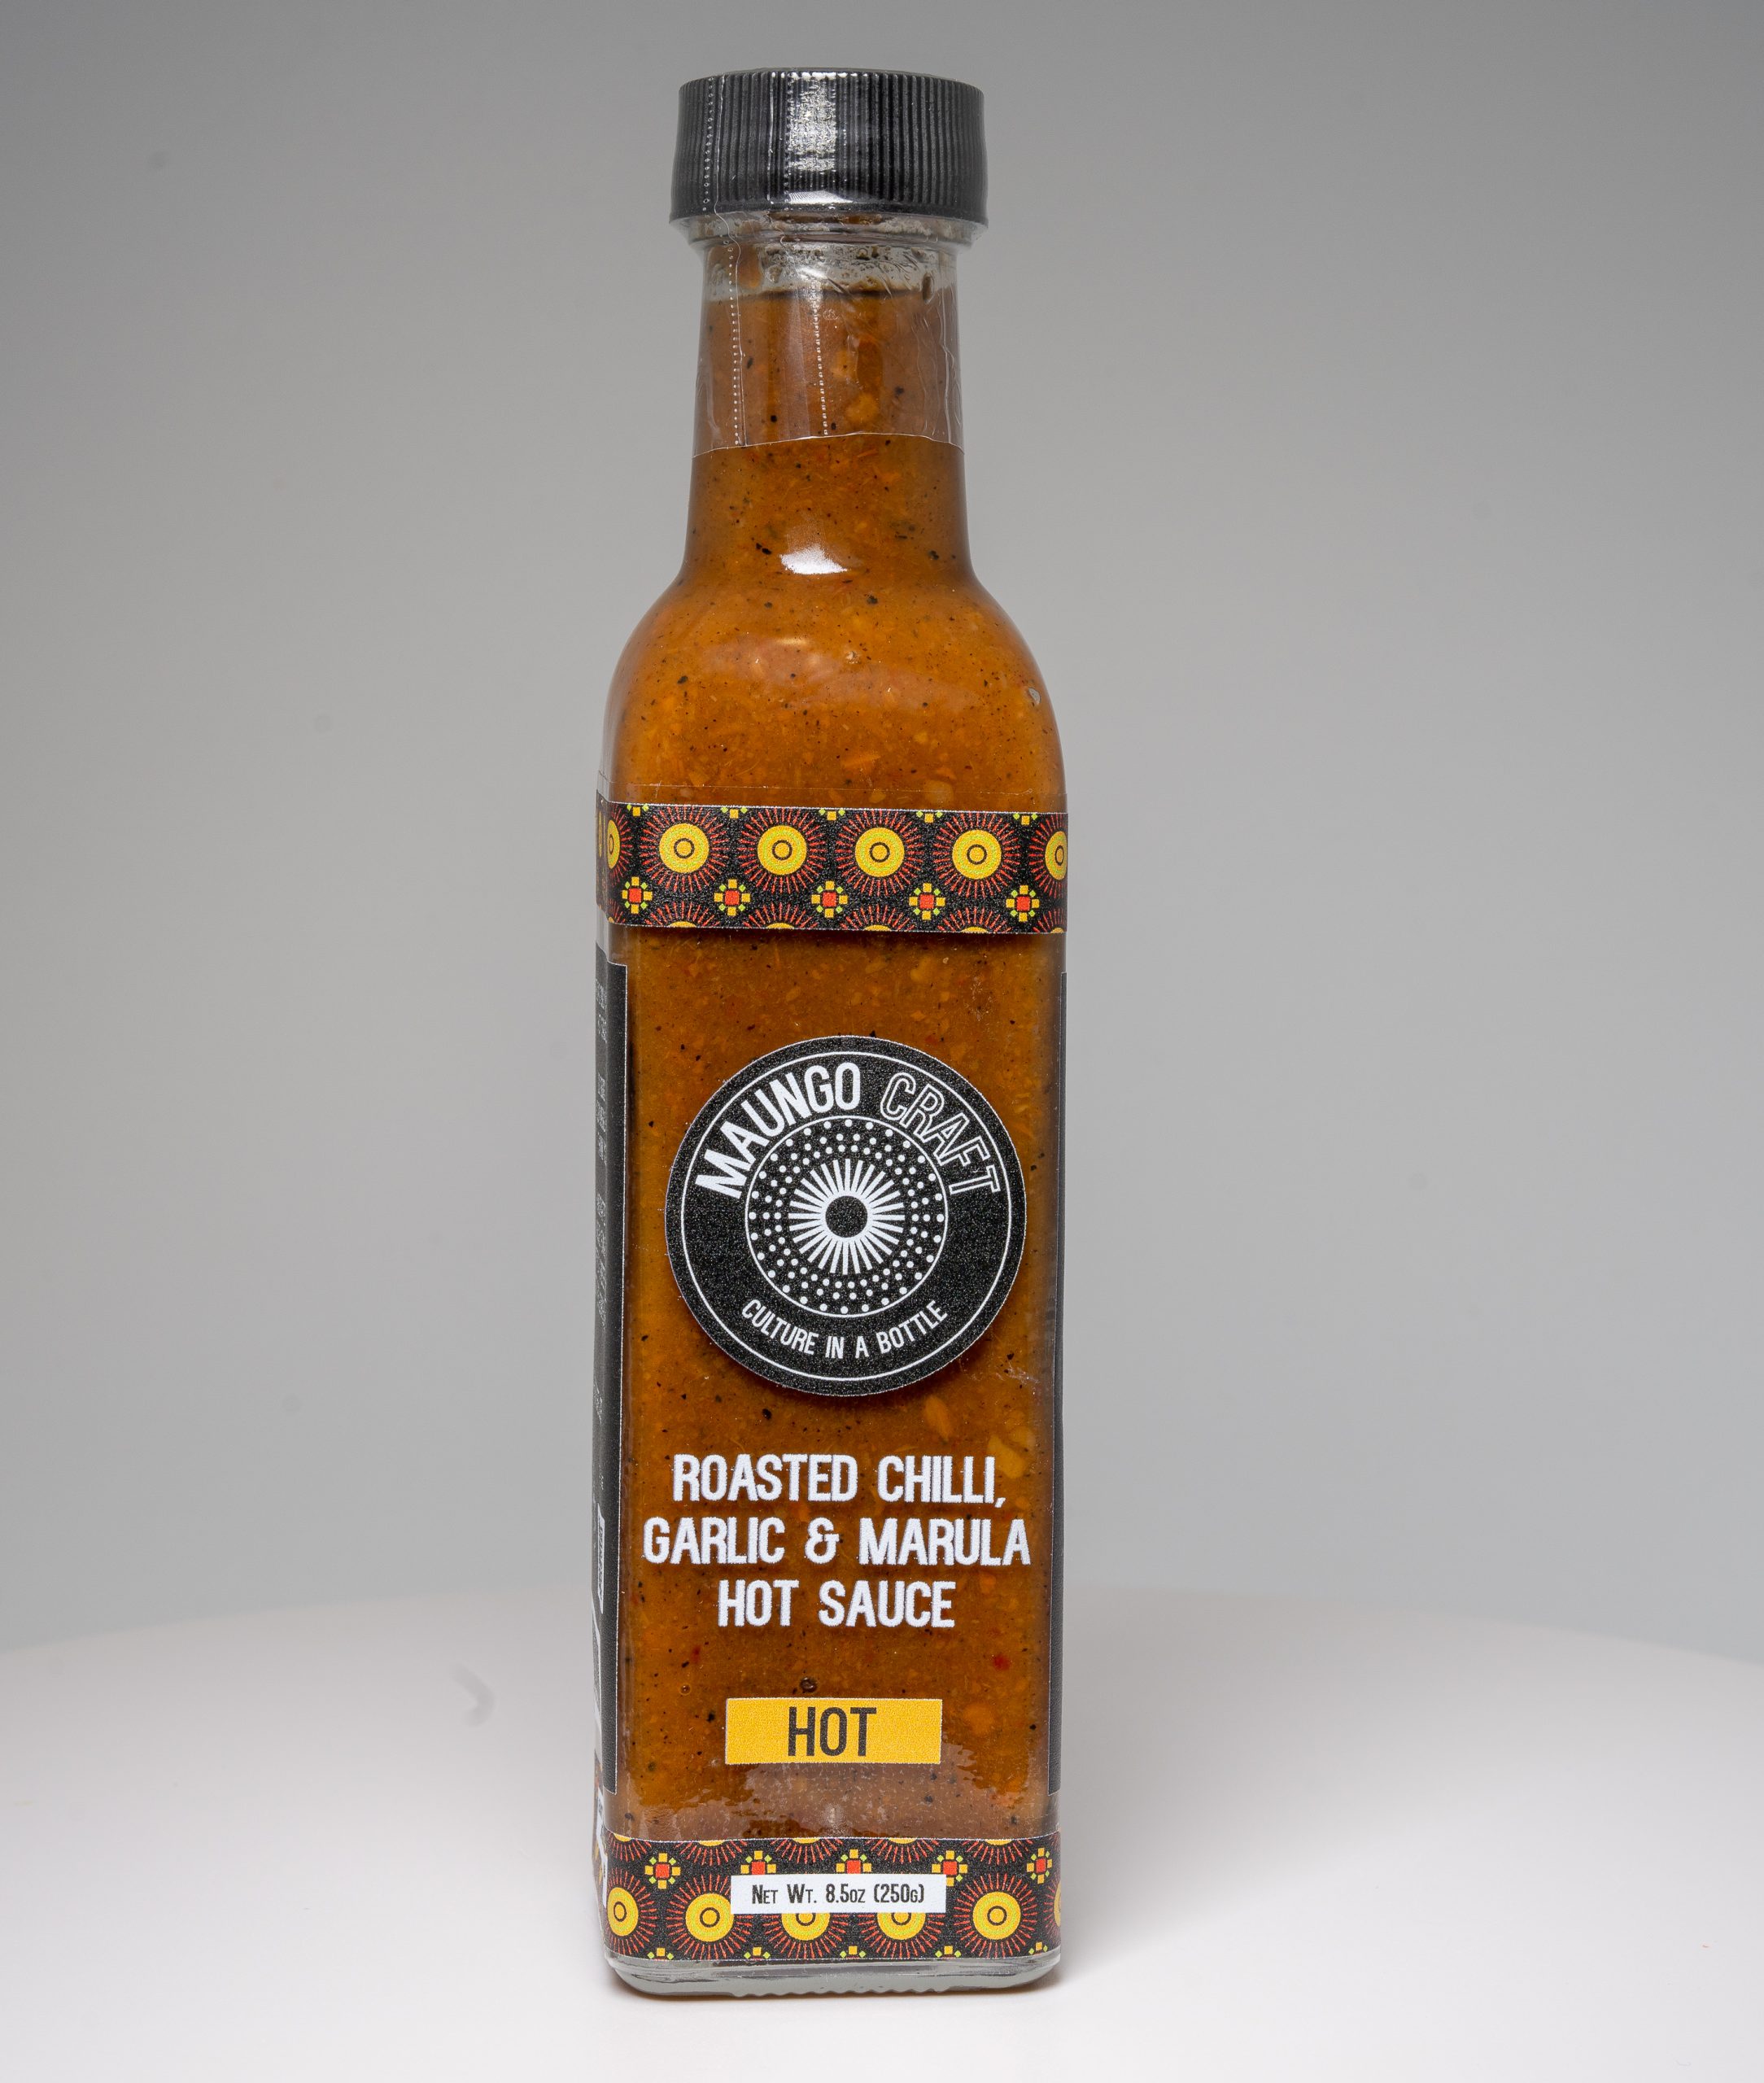 MAUNGO CRAFT
CULTURE IN A BOTTLE
ROASTED CHILLI,
GARLIC & MARULA
HOT SAUCE
HOT
NET WT. 8.5OZ (250G)